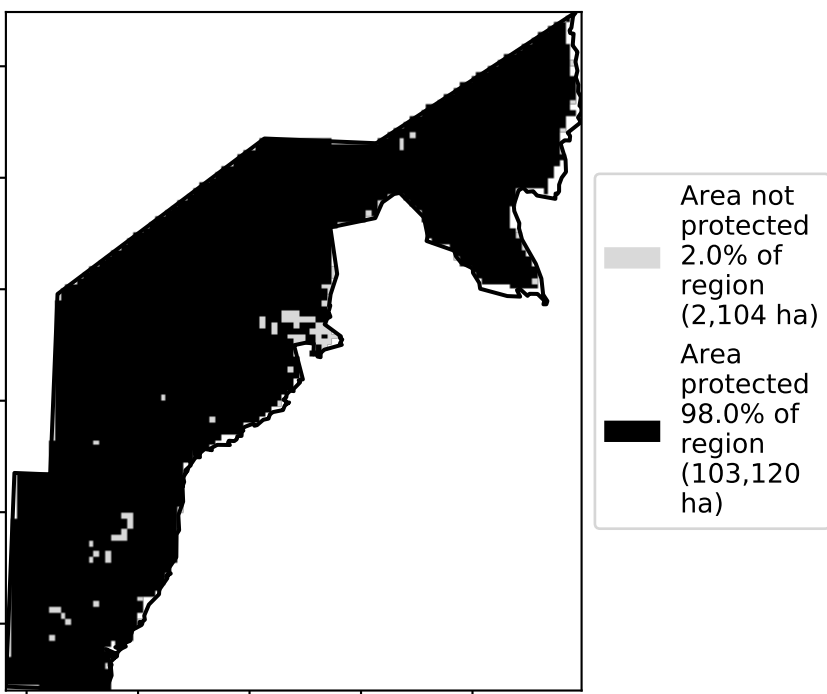 Area not
protected
2.0% of
region
(2,104 ha)
Area
protected
98.0% of
region
(103,120
ha)